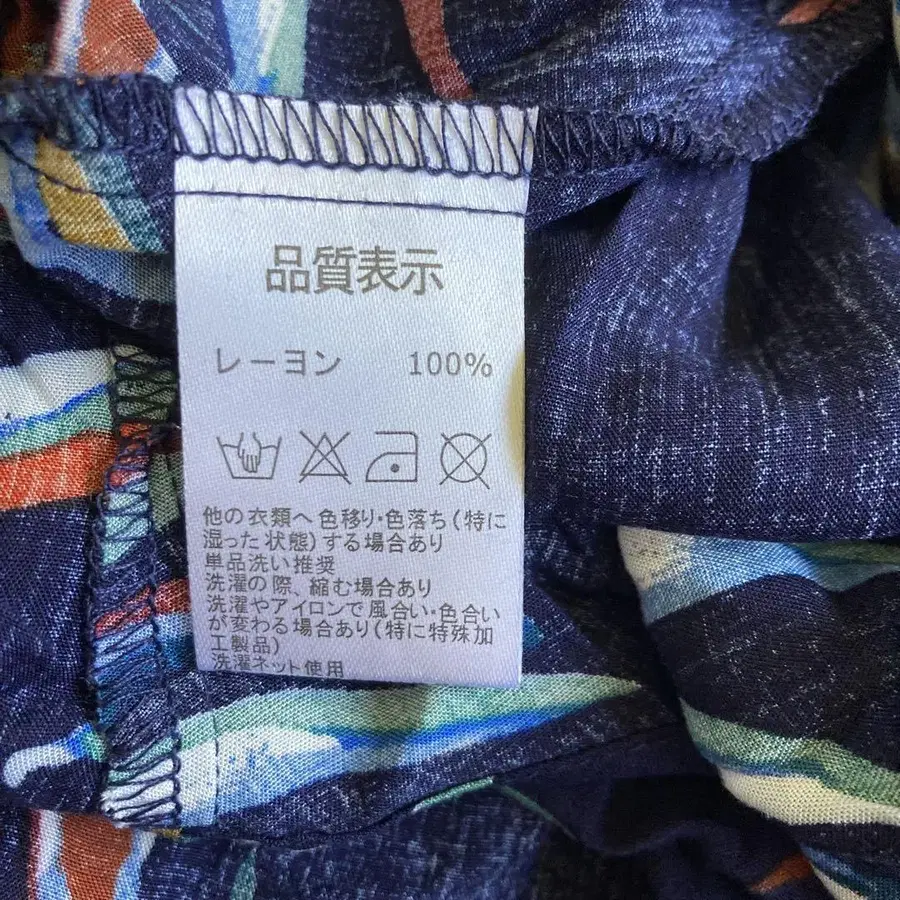 品質表示
レーヨン 100%
他の衣類へ色移り・色落ち(特に
湿った状態)する場合あり
単品洗い推奨
洗濯の際、縮む場合あり
洗濯やアイロンで風合い・色合い
が変わる場合あり(特に特殊加
工製品)
洗濯ネット使用